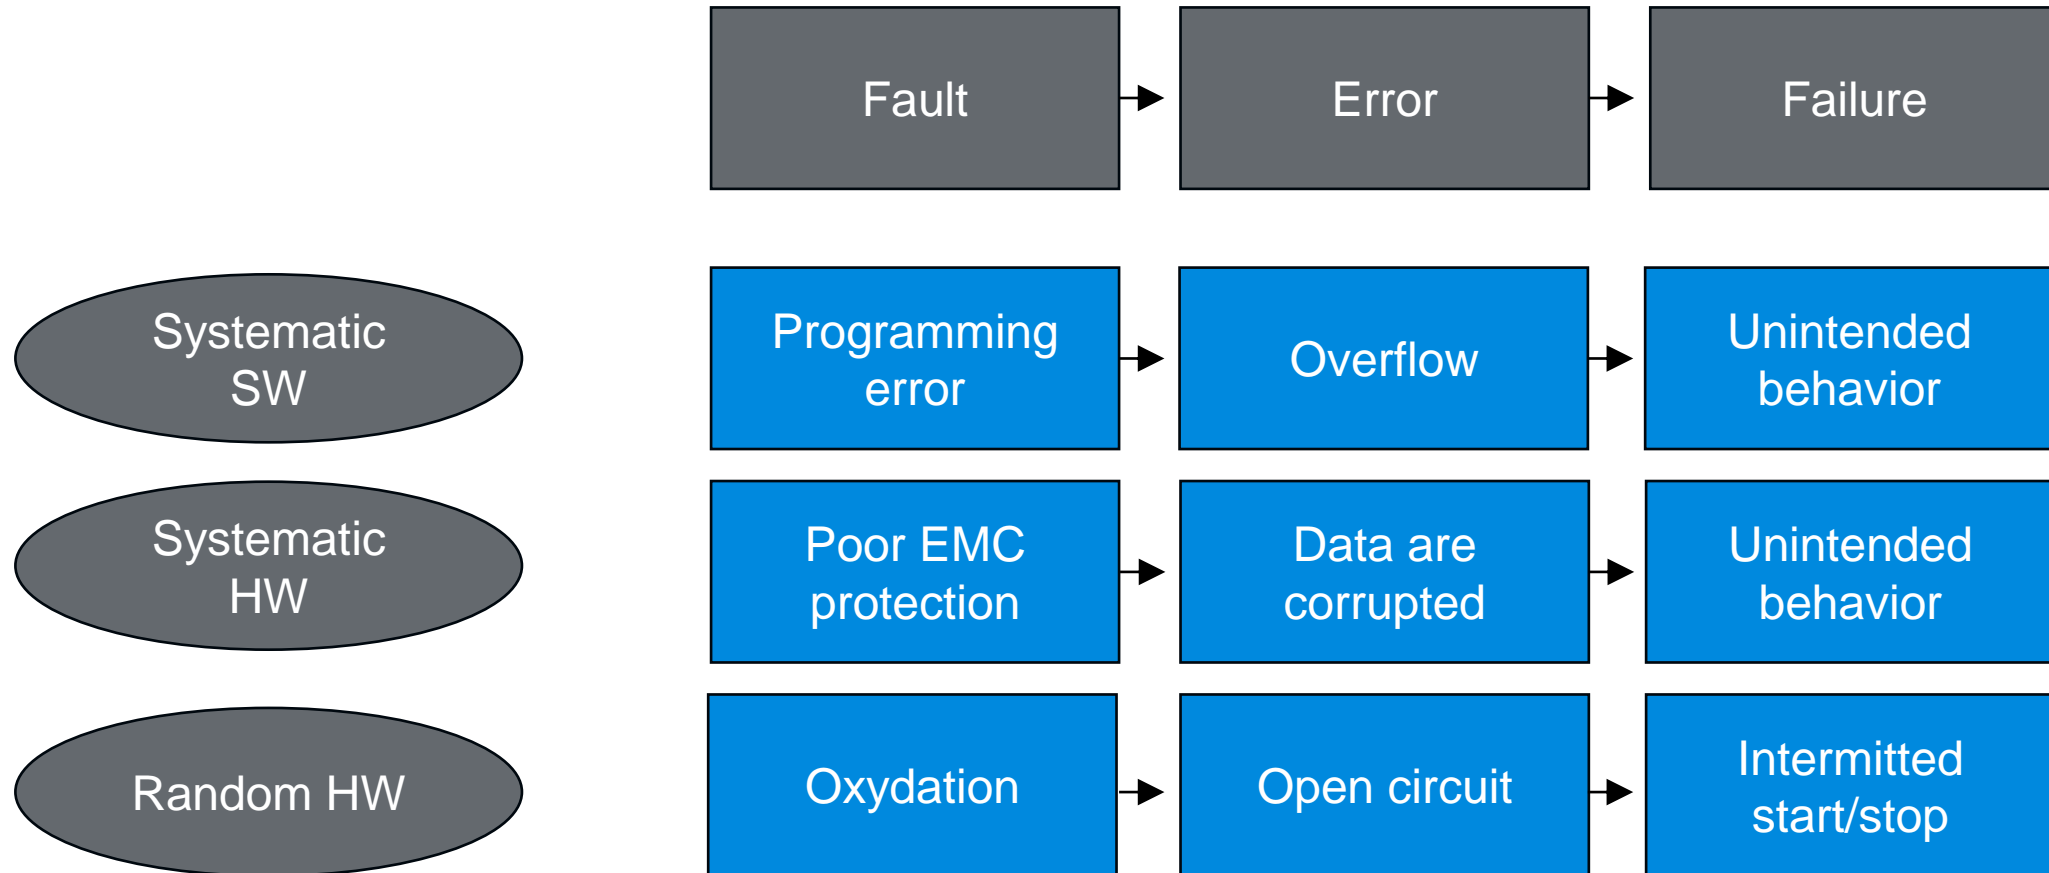 Fault
Error
Failure
Systematic
SW
Programming
error
Overflow
Unintended
behavior
Systematic
HW
Poor EMC
protection
Data are
corrupted
Unintended
behavior
Random HW
Oxydation
Open circuit
Intermitted
start/stop